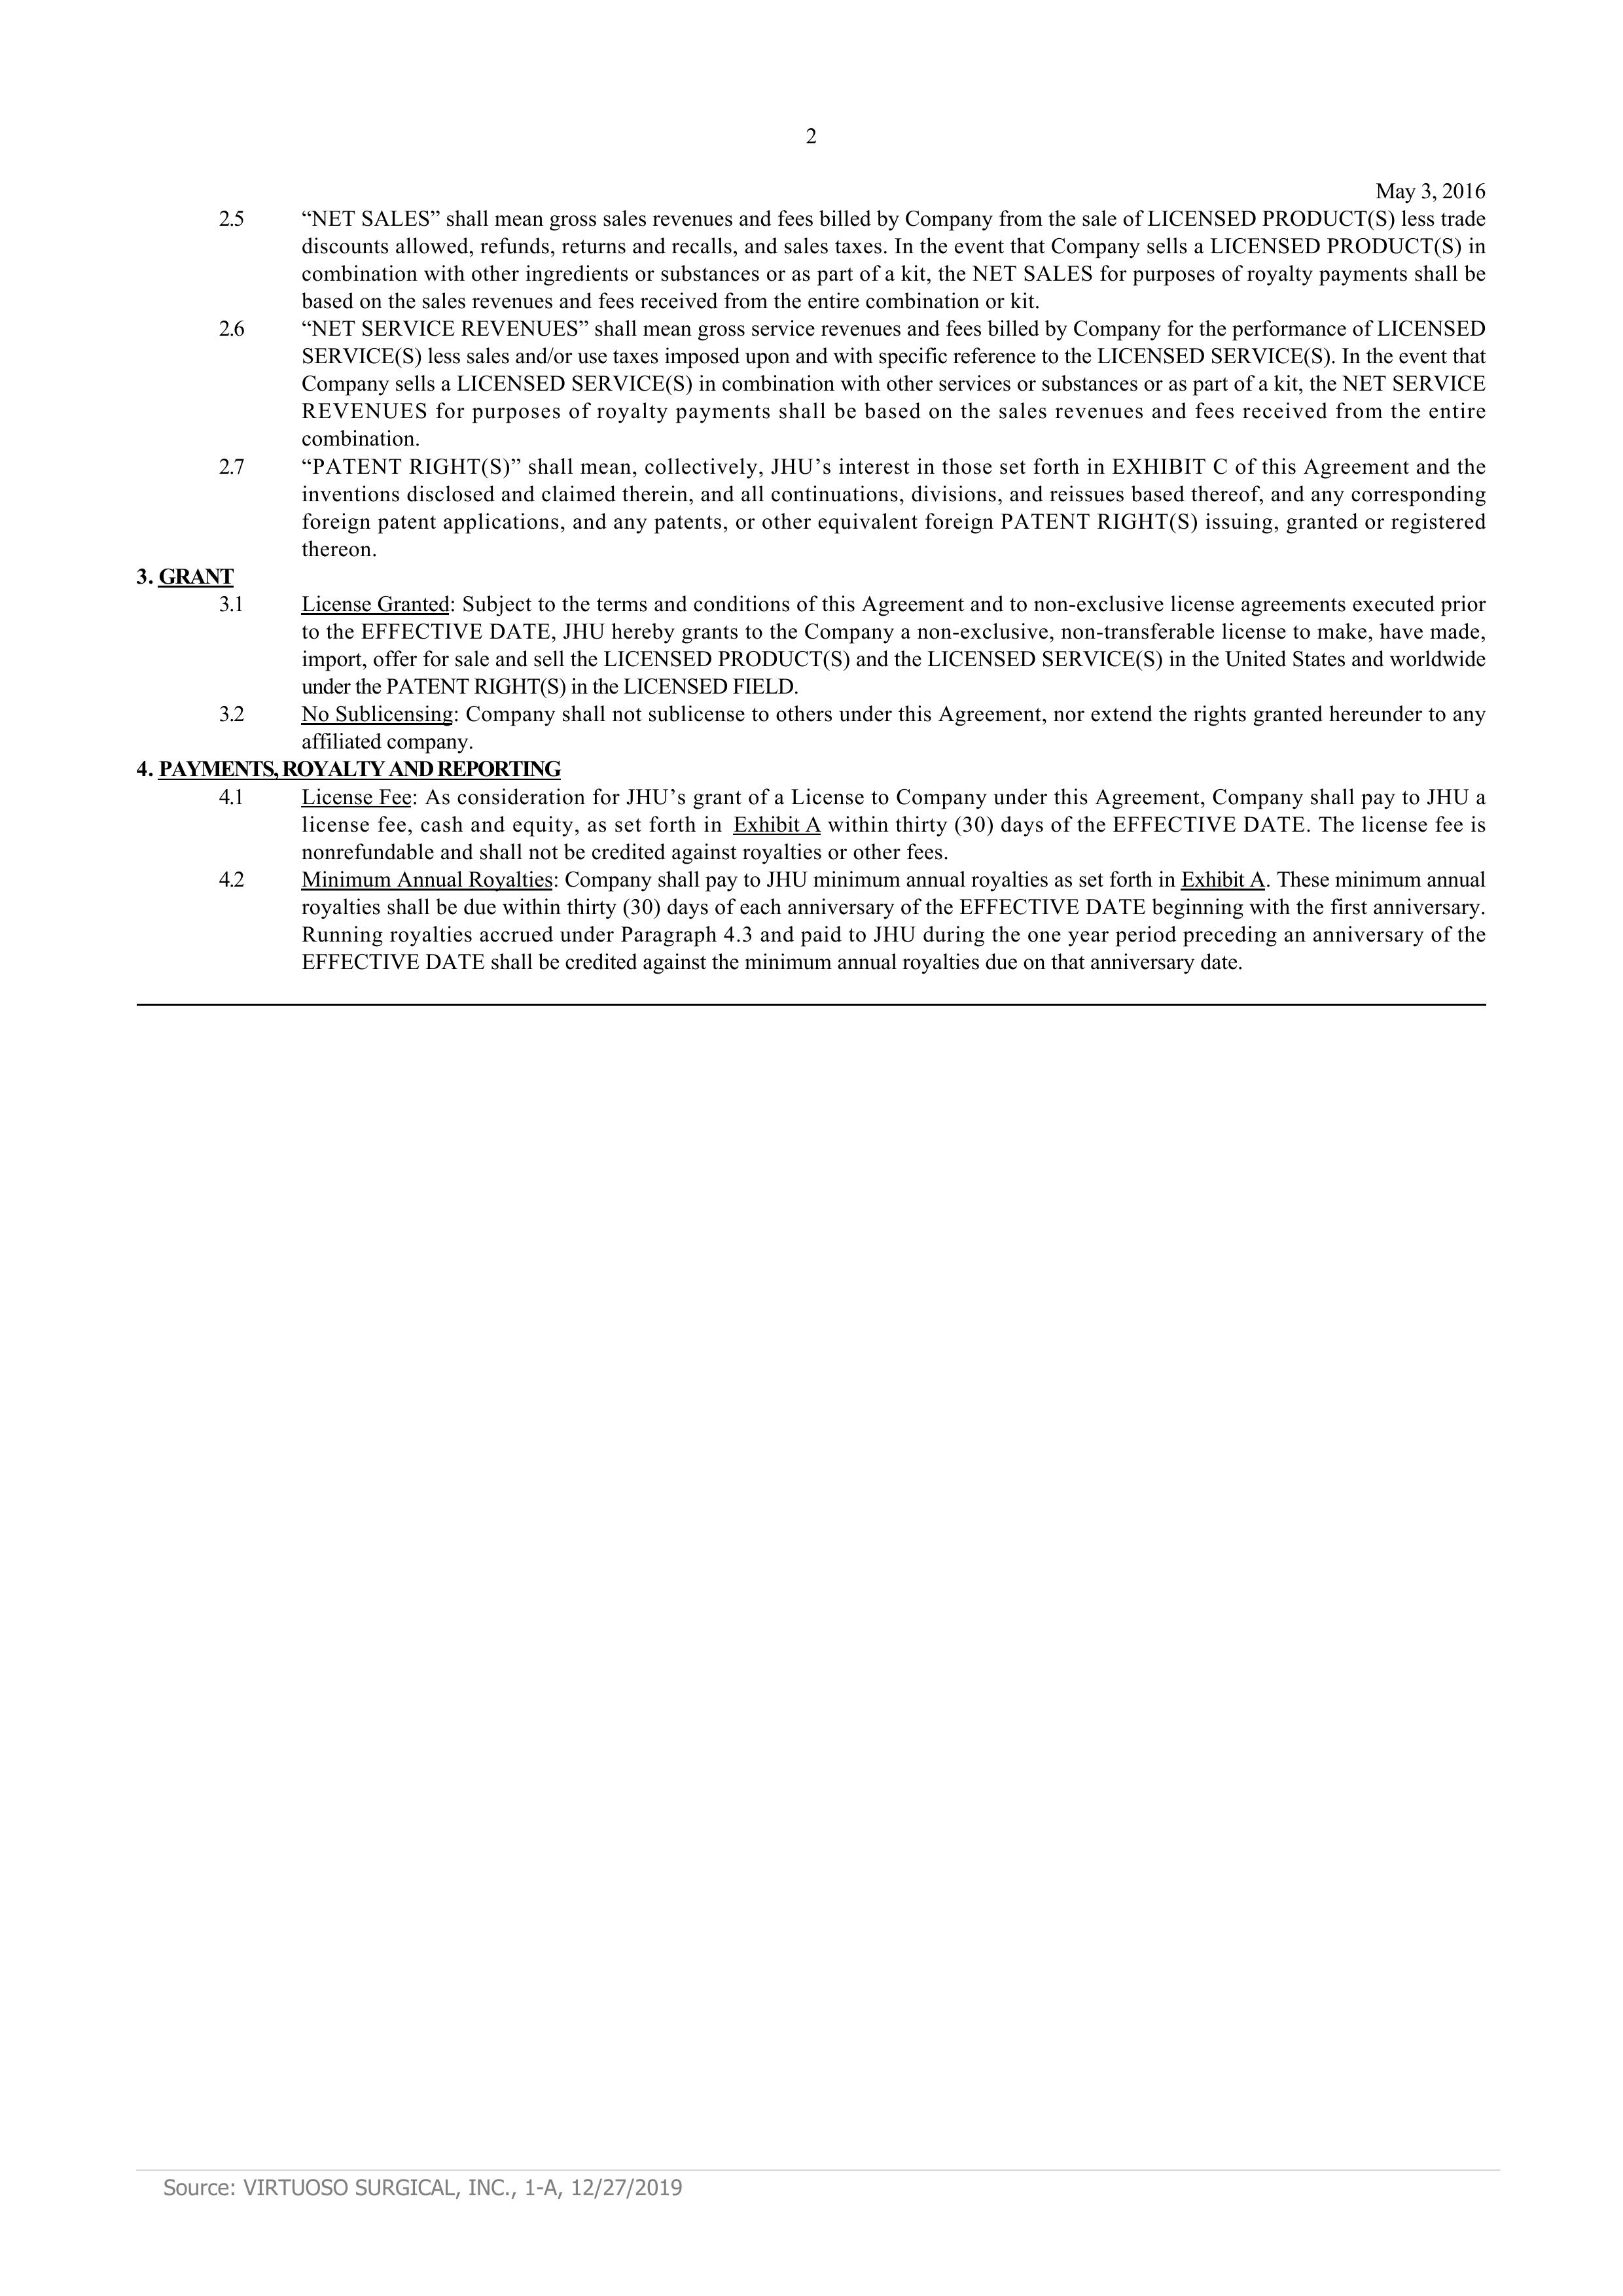 2
May 3, 2016
2.5 “NET SALES” shall mean gross sales revenues and fees billed by Company from the sale of LICENSED PRODUCT(S) less trade
discounts allowed, refunds, returns and recalls, and sales taxes. In the event that Company sells a LICENSED PRODUCT(S) in
combination with other ingredients or substances or as part of a kit, the NET SALES for purposes of royalty payments shall be
based on the sales revenues and fees received from the entire combination or kit.
2.6 “NET SERVICE REVENUES” shall mean gross service revenues and fees billed by Company for the performance of LICENSED
SERVICE(S) less sales and/or use taxes imposed upon and with specific reference to the LICENSED SERVICE(S). In the event that
Company sells a LICENSED SERVICE(S) in combination with other services or substances or as part of a kit, the NET SERVICE
REVENUES for purposes of royalty payments shall be based on the sales revenues and fees received from the entire
combination.
2.7 “PATENT RIGHT(S)” shall mean, collectively, JHU’s interest in those set forth in EXHIBIT C of this Agreement and the
inventions disclosed and claimed therein, and all continuations, divisions, and reissues based thereof, and any corresponding
foreign patent applications, and any patents, or other equivalent foreign PATENT RIGHT(S) issuing, granted or registered
thereon.
3. GRANT
3.1 License Granted: Subject to the terms and conditions of this Agreement and to non-exclusive license agreements executed prior
to the EFFECTIVE DATE, JHU hereby grants to the Company a non-exclusive, non-transferable license to make, have made,
import, offer for sale and sell the LICENSED PRODUCT(S) and the LICENSED SERVICE(S) in the United States and worldwide
under the PATENT RIGHT(S) in the LICENSED FIELD.
3.2 No Sublicensing: Company shall not sublicense to others under this Agreement, nor extend the rights granted hereunder to any
affiliated company.
4. PAYMENTS, ROYALTY AND REPORTING
4.1 License Fee: As consideration for JHU’s grant of a License to Company under this Agreement, Company shall pay to JHU a
license fee, cash and equity, as set forth in Exhibit A within thirty (30) days of the EFFECTIVE DATE. The license fee is
nonrefundable and shall not be credited against royalties or other fees.
4.2 Minimum Annual Royalties: Company shall pay to JHU minimum annual royalties as set forth in Exhibit A. These minimum annual
royalties shall be due within thirty (30) days of each anniversary of the EFFECTIVE DATE beginning with the first anniversary.
Running royalties accrued under Paragraph 4.3 and paid to JHU during the one year period preceding an anniversary of the
EFFECTIVE DATE shall be credited against the minimum annual royalties due on that anniversary date.
Source: VIRTUOSO SURGICAL, INC., 1-A, 12/27/2019